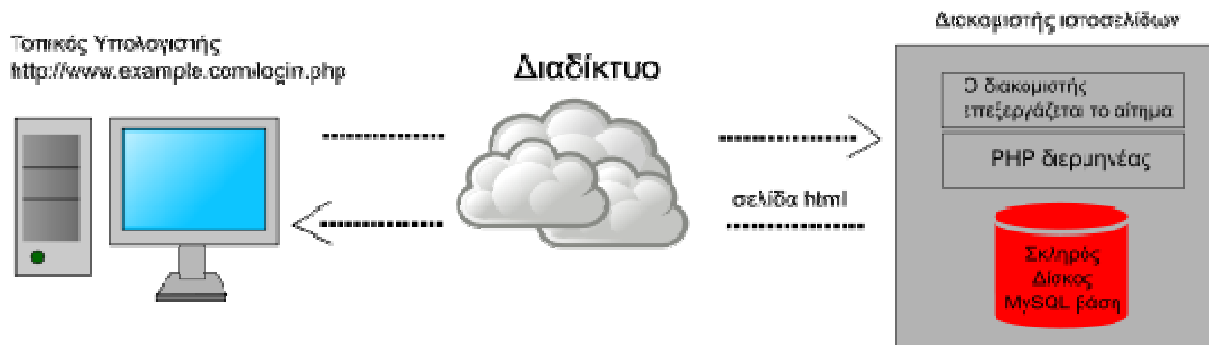 Τοπικός Υπολογιστής
http://www.example.com/login.php
Διαδίκτυο
σελίδα html
Διακομιστής ιστοσελίδων
Ο διακομιστής
επεξεργάζεται το αίτημα
PHP διερμηνέας
Σκληρός
Δίσκος
MySQL βάση